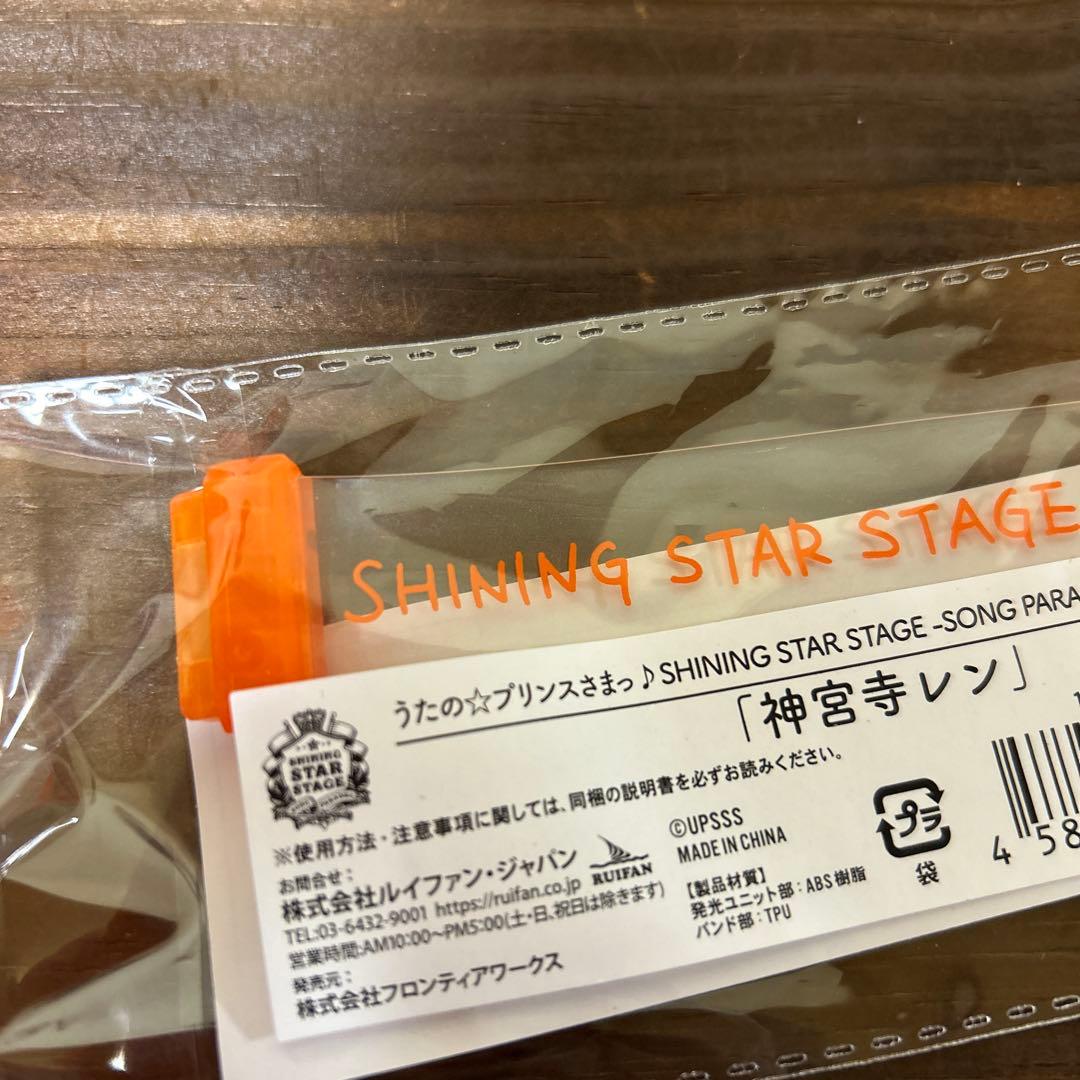 SHINING STAR STAGE
うたの☆プリンスさまっ♪SHINING STAR STAGE -SONG PARA
「神宮寺レン」
SHINING
STAR
STAGE
※使用方法・注意事項に関しては、同梱の説明書を必ずお読みください。
お問合せ：
株式会社ルイファン・ジャパン
RUIFAN
TEL:03-6432-9001 https://ruifan.co.jp
営業時間:AM10:00〜PM5:00(土・日、祝日は除きます)
発売元：
株式会社フロンティアワークス
©UPSSS
MADE IN CHINA
【製品材質】
発光ユニット部：ABS樹脂
バンド部：TPU
プラ
袋
4 58